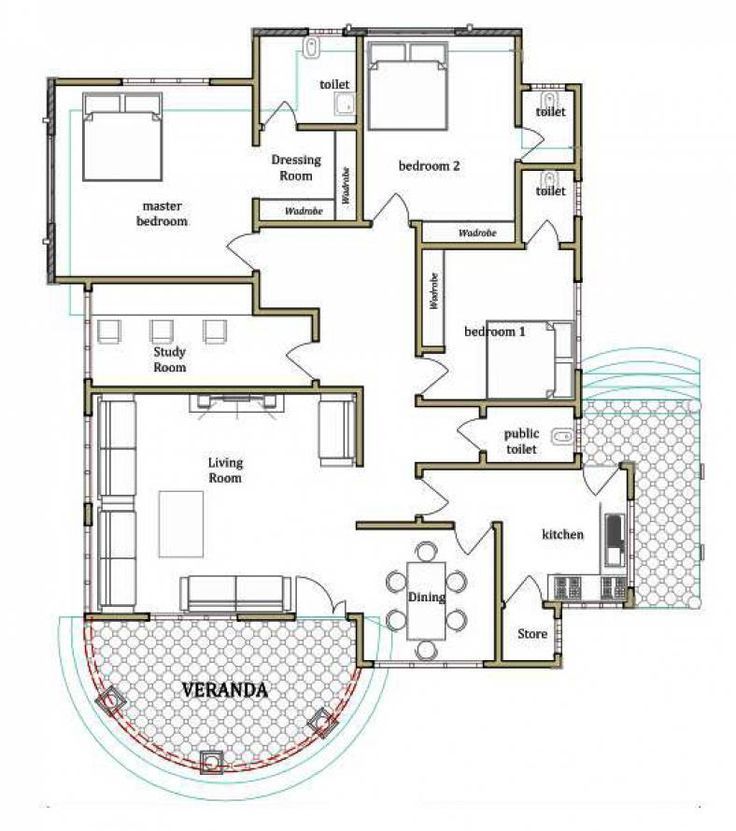 toilet
toilet
Dressing
Room
bedroom 2
Wadrobe
master
bedroom
Wadrobe
toilet
Wadrobe
Wadrobe
bedroom 1
Study
Room
public
toilet
Living
Room
kitchen
Dining
Store
VERANDA